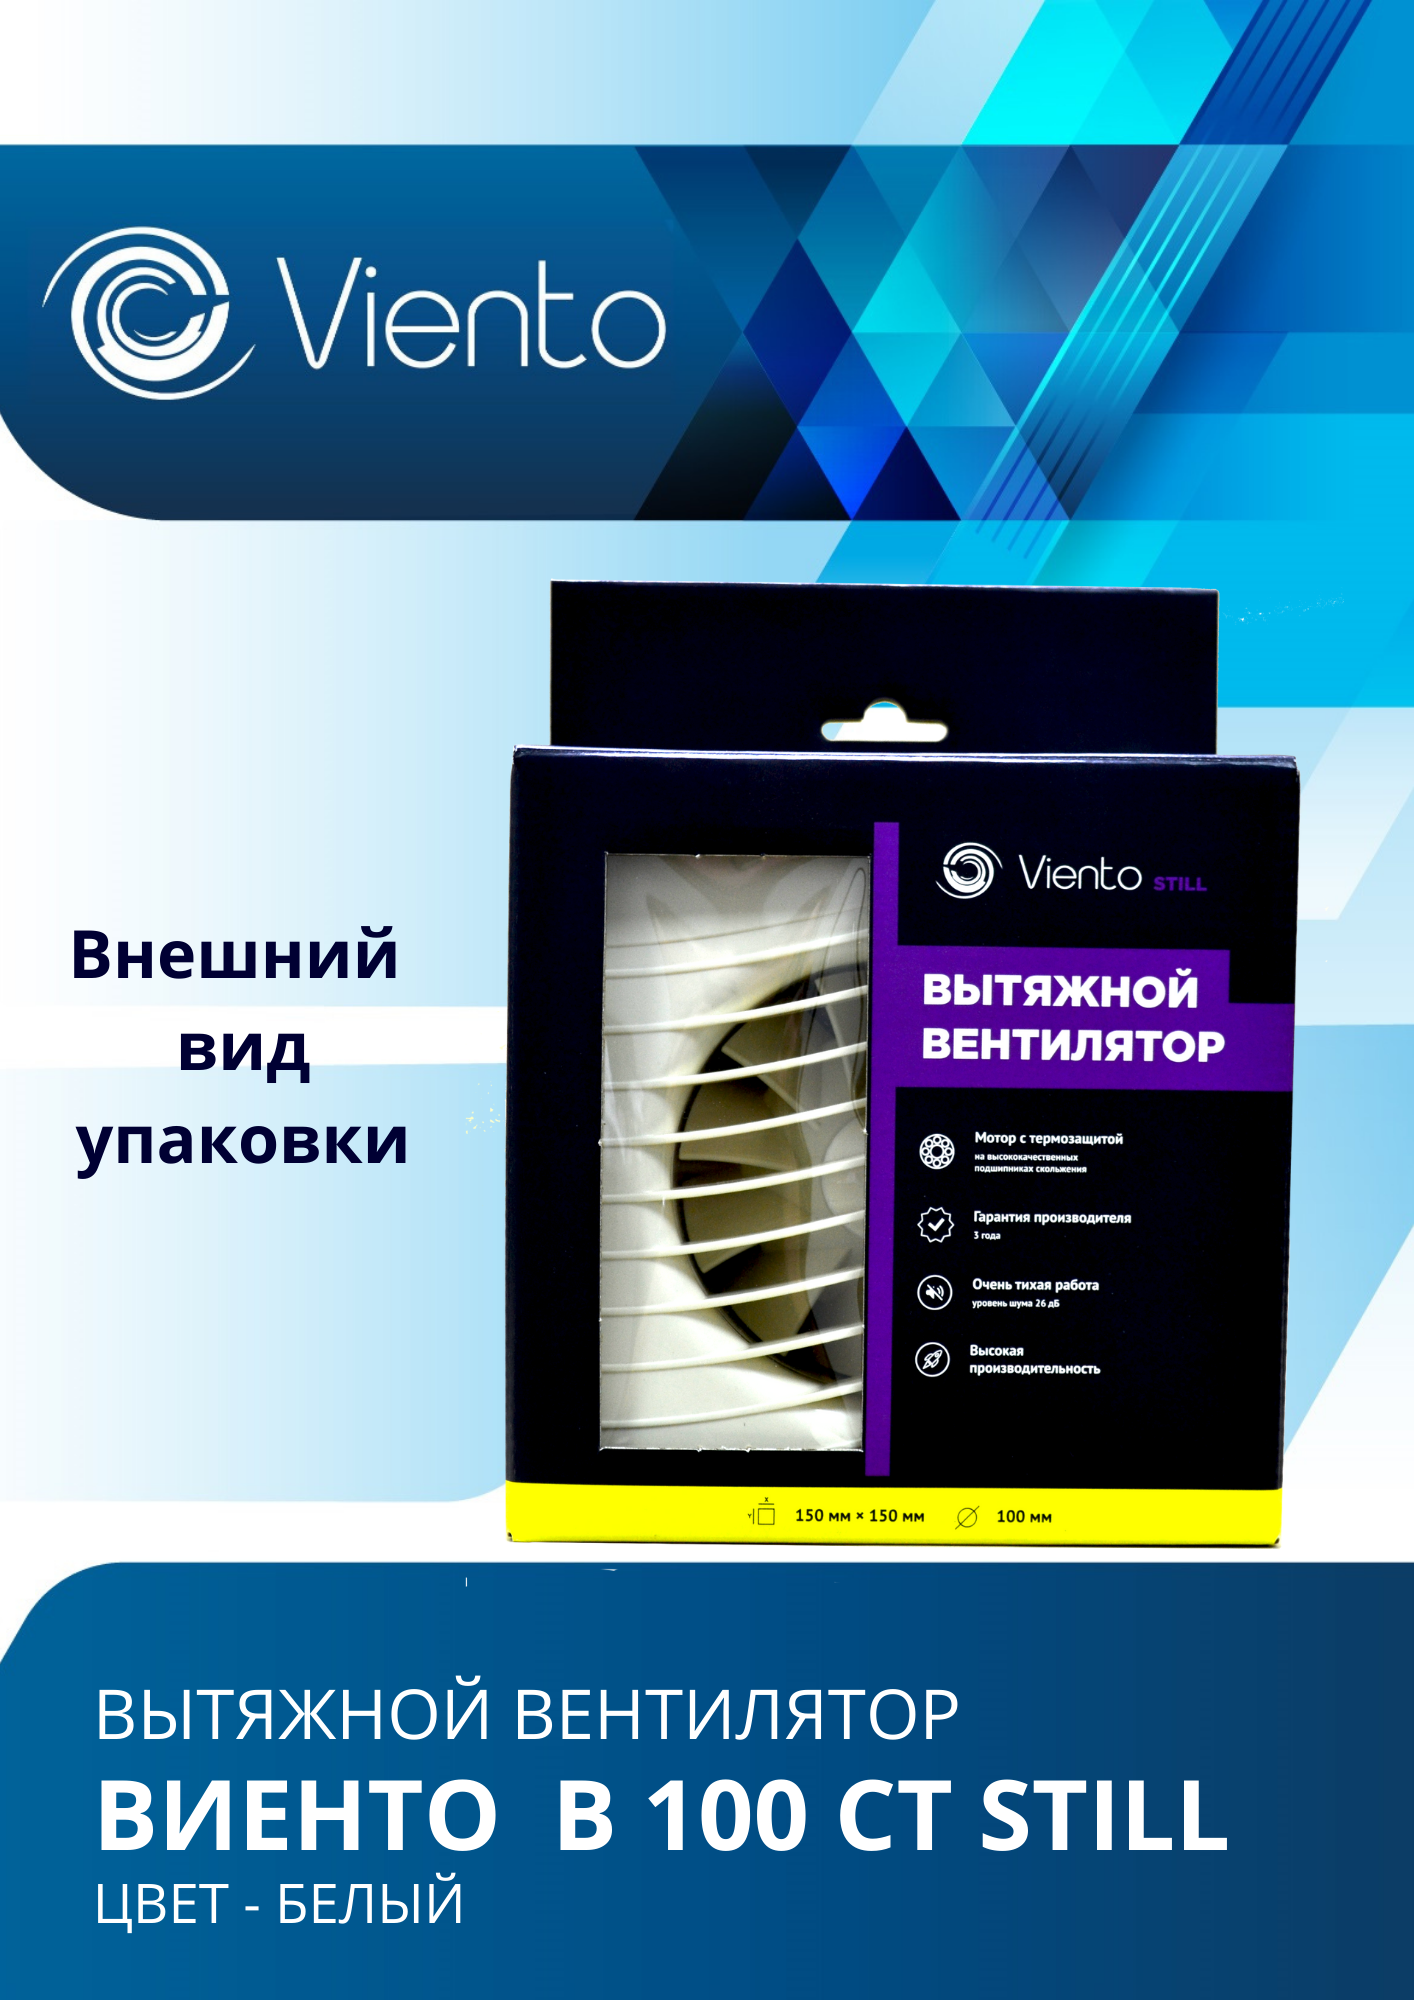 Viento
Внешний
вид
упаковки
Viento STILL
ВЫТЯЖНОЙ
ВЕНТИЛЯТОР
Мотор с термозащитой
на высококачественных
подшипниках скольжения
Гарантия производителя
3 года
Очень тихая работа
уровень шума 26 дБ
Высокая
производительность
X
Y
150 мм × 150 мм
100 мм
ВЫТЯЖНОЙ ВЕНТИЛЯТОР
ВИЕНТО В 100 СТ STILL
ЦВЕТ - БЕЛЫЙ